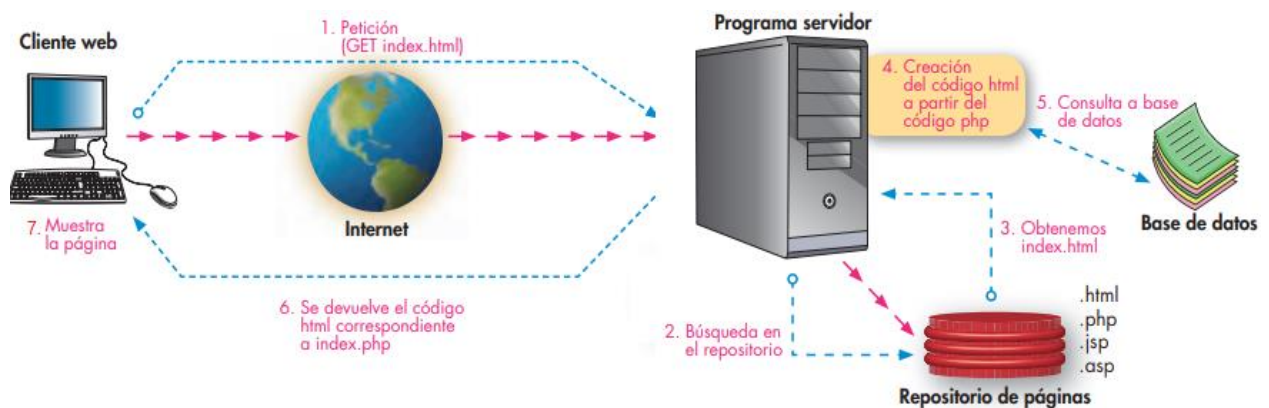 Cliente web
1. Petición
(GET index.html)
Programa servidor
4. Creación
del código html
a partir del
código php
5. Consulta a base
de datos
7. Muestra
la página
Internet
Base de datos
3. Obtenemos
index.html
6. Se devuelve el código
html correspondiente
a index.php
2. Búsqueda en
el repositorio
.html
.php
.jsp
.asp
Repositorio de páginas